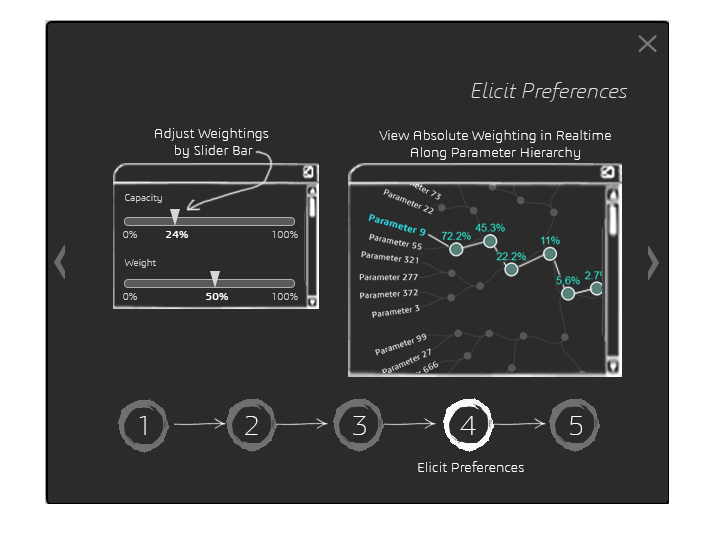 Elicit Preferences
Adjust Weightings
by Slider Bar
Capacity
0% 24% 100%
Weight
0% 50% 100%
View Absolute Weighting in Realtime
Along Parameter Hierarchy
73
Parameter 22
Parameter 9
Parameter 55
Parameter 321
Parameter 277
Parameter 372
Parameter 3
Parameter 99
Parameter 27
666
72.2% 45.3% 22.2% 11% 5.6% 2.7%
1 2 3 4 5
Elicit Preferences